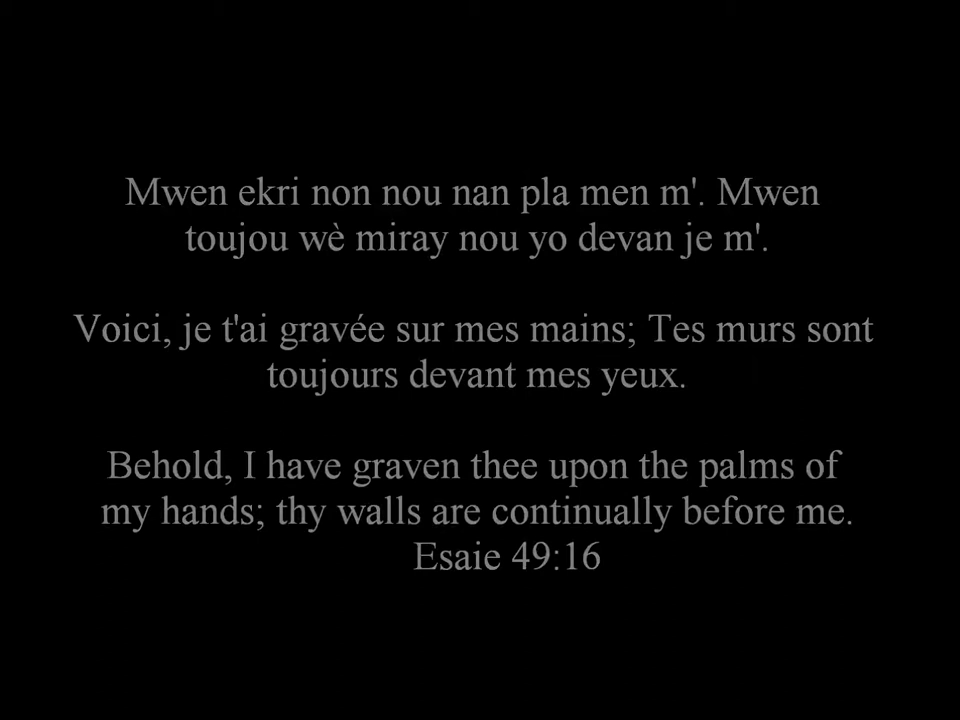 Mwen ekri non nou nan pla men m'. Mwen
toujou wè miray nou yo devan je m'.
Voici, je t'ai gravée sur mes mains; Tes murs sont
toujours devant mes yeux.
Behold, I have graven thee upon the palms of
my hands; thy walls are continually before me.
Esaie 49:16